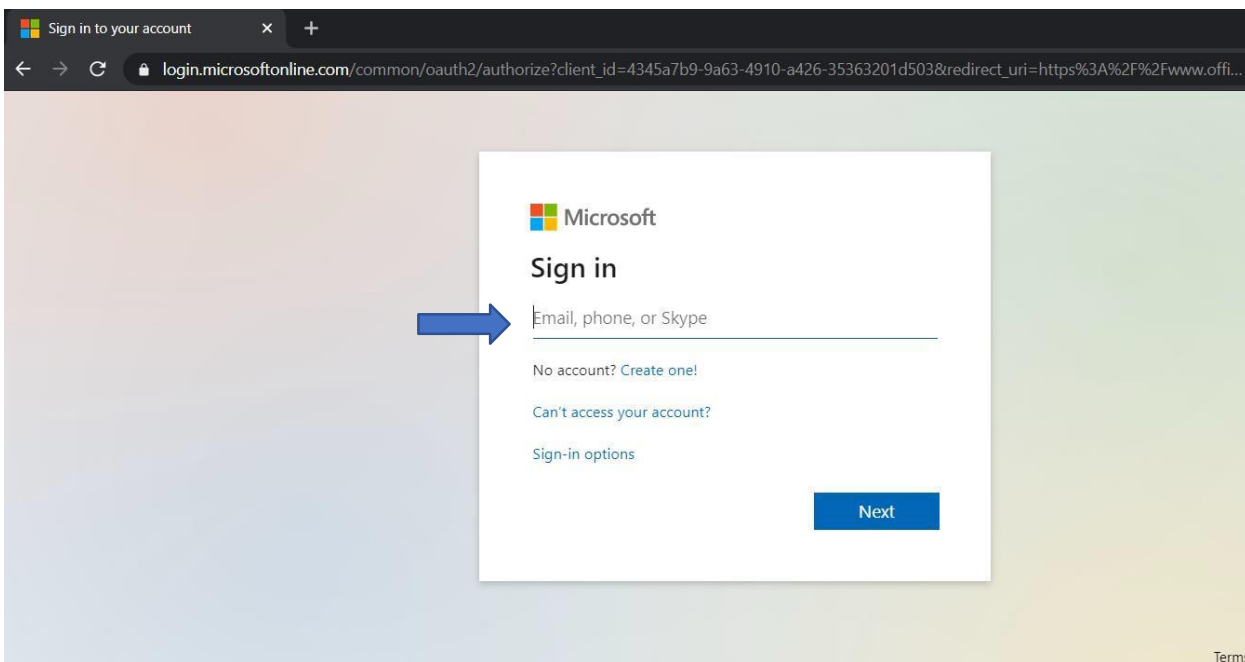 Sign in to your account
login.microsoftonline.com/common/oauth2/authorize?client_id=4345a7b9-9a63-4910-a426-35363201d503&redirect_uri=https%3A%2F%2Fwww.offi...
Microsoft
Sign in
Email, phone, or Skype
No account? Create one!
Can't access your account?
Sign-in options
Next
Terms